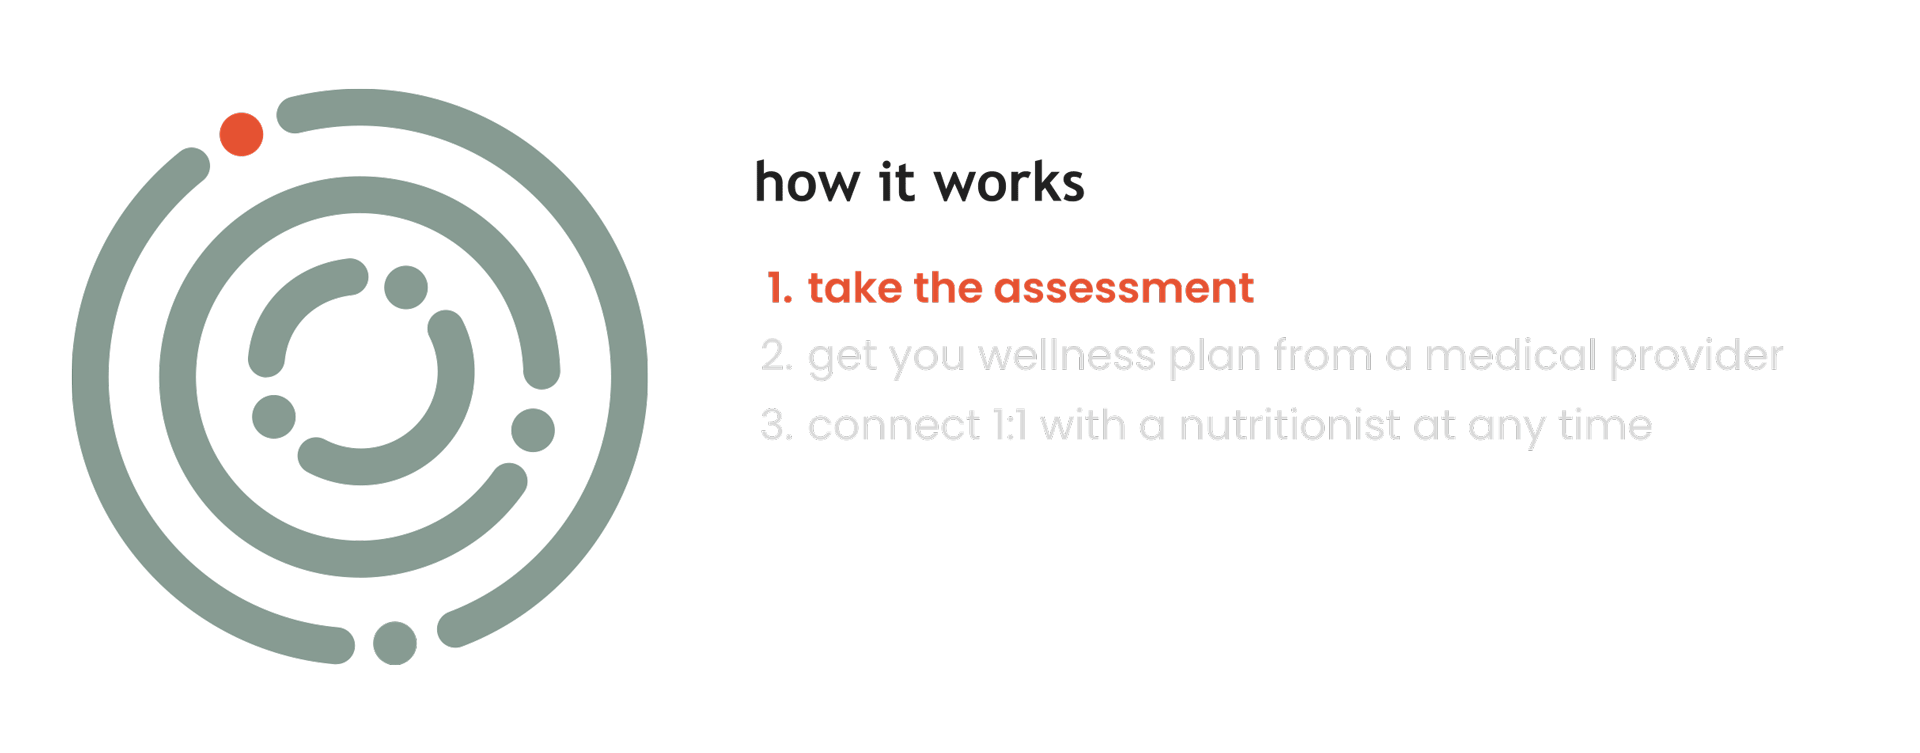 how it works
1. take the assessment
2. get you wellness plan from a medical provider
3. connect 1:1 with a nutritionist at any time